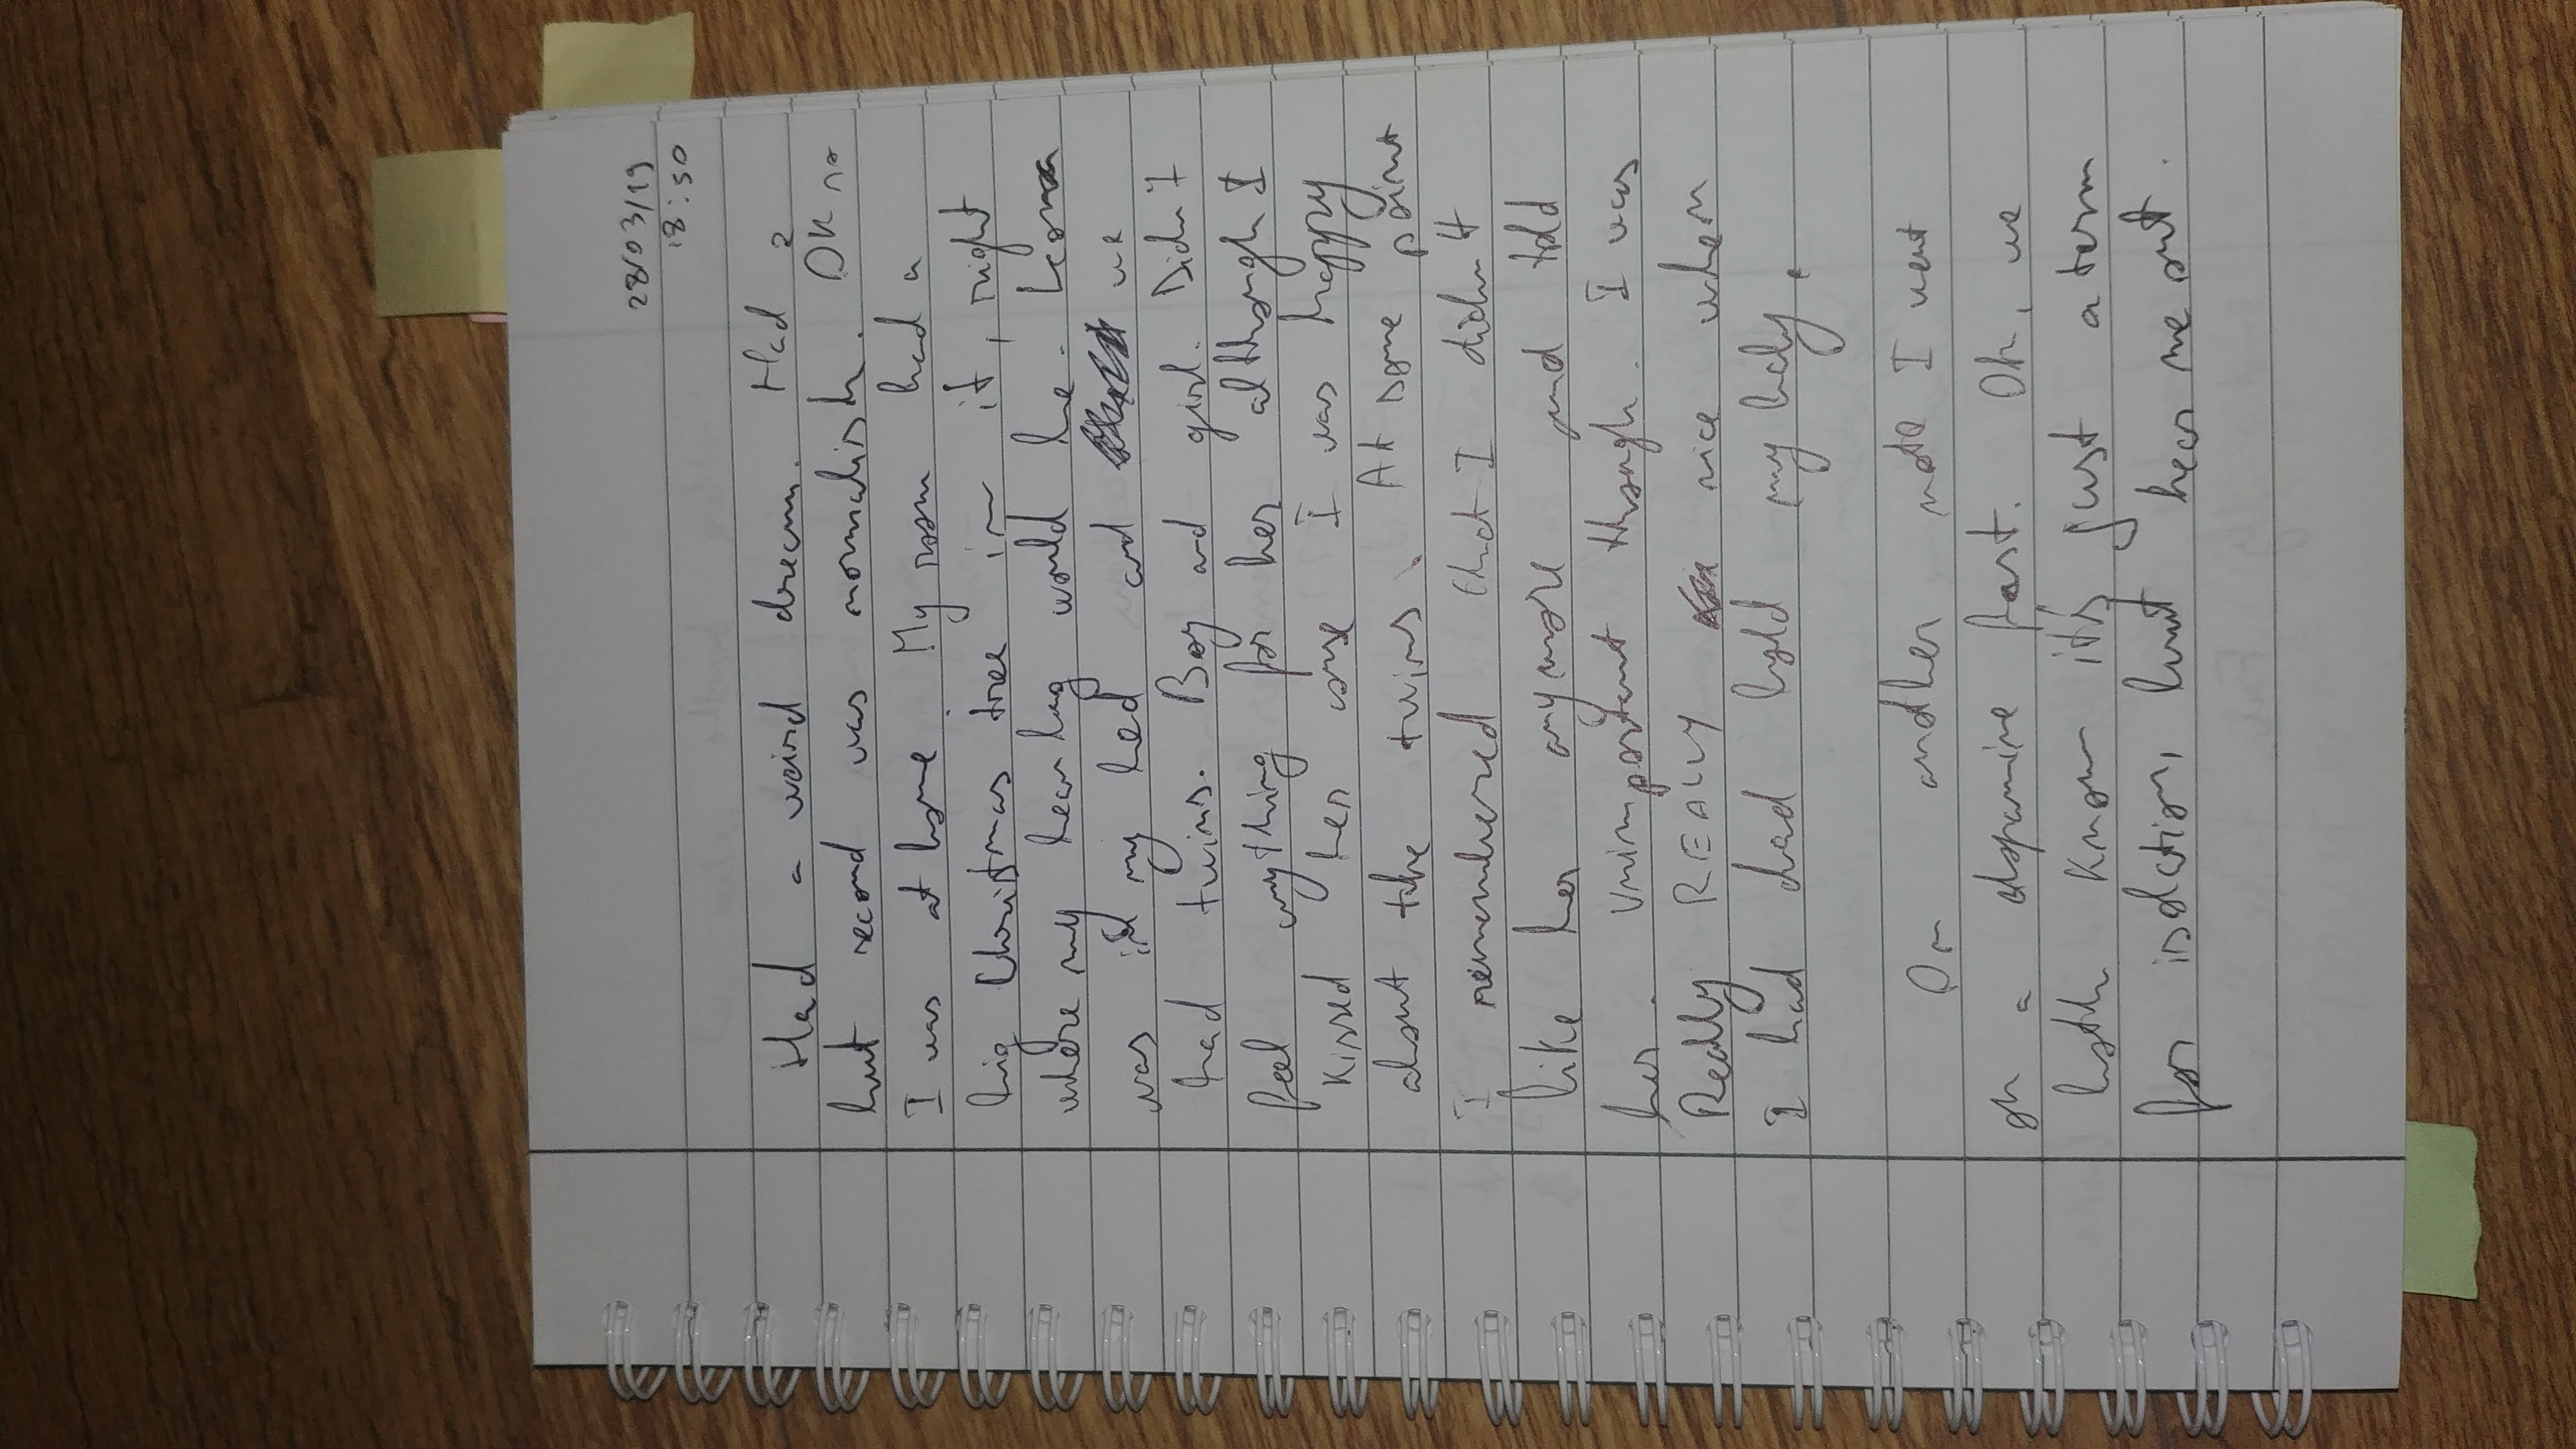 28/03/19
18:50
Had a weird dream. Had 2
but second was normalish. OK so
I was at home. My room had a
big Christmas tree in it, right
where my bean bag would be.
was in my bed and we
had twins. Boy and girl. Didn't
feel anything for her although I
kissed her cause I was happy
about the twins. At some point
I remembered that I didn't
like her anymore and told
her. Unimportant though. I was
Really REALLY nice when
I had dad hold my baby.
On another note I went
on a dopamine fast. Ok, we
both know it's just a term
for isolation, but hear me out.